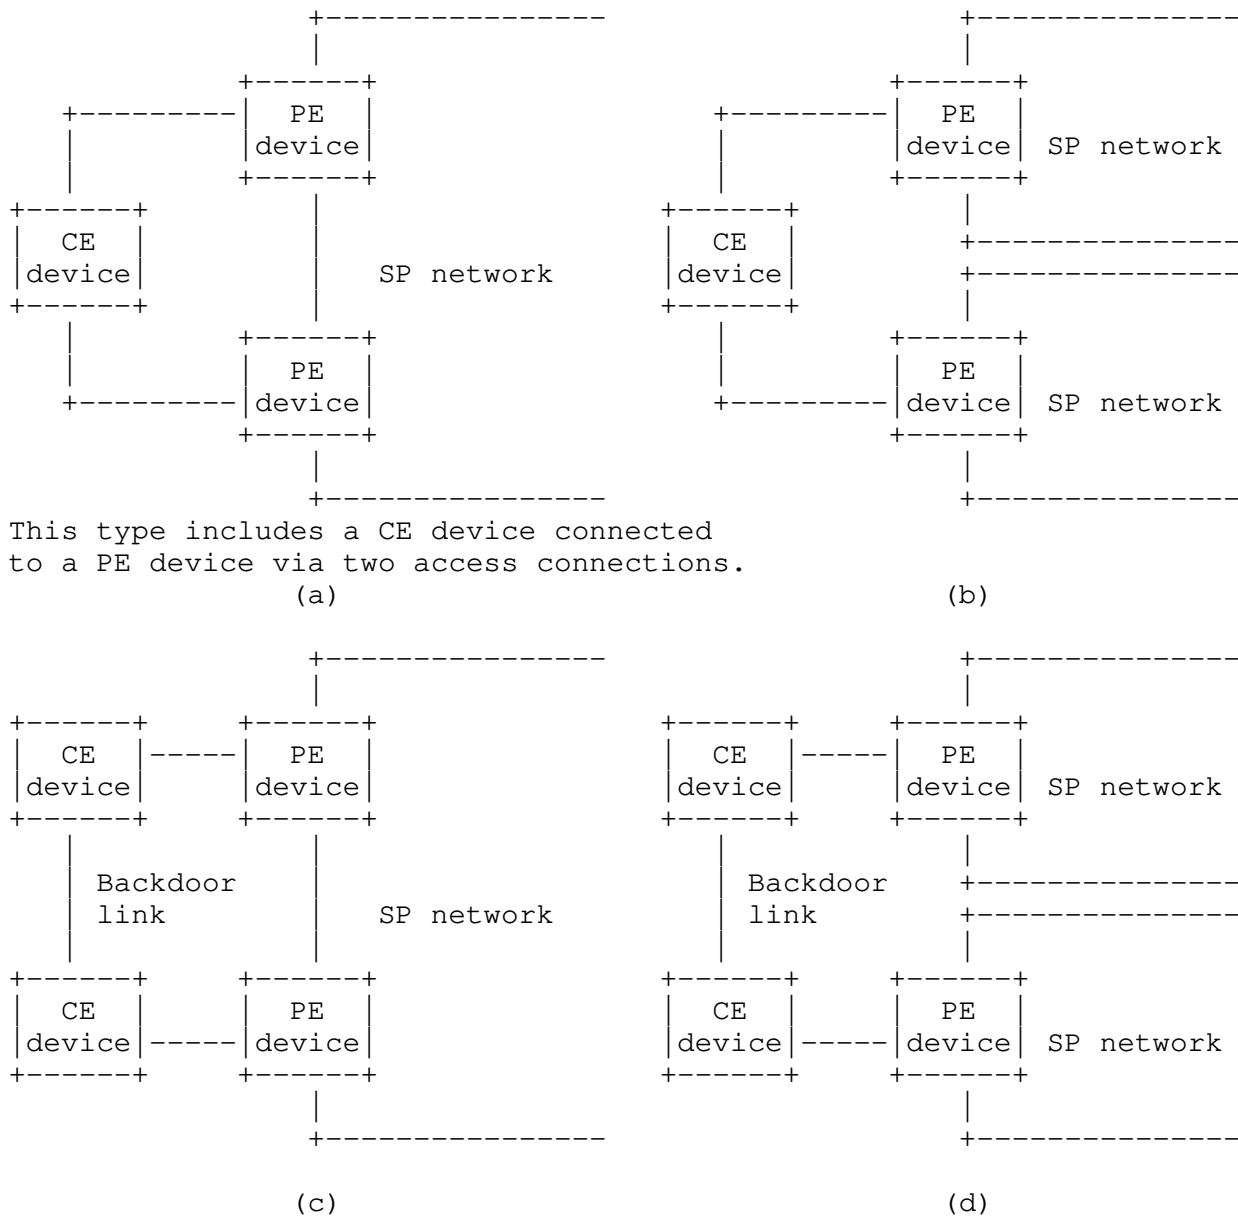 PE
device
CE
device
SP network
PE
device
PE
device
SP network
CE
device
PE
device
SP network
This type includes a CE device connected
to a PE device via two access connections.
(a)
(b)
CE
device
PE
device
Backdoor
link
SP network
CE
device
PE
device
CE
device
PE
device
SP network
Backdoor
link
CE
device
PE
device
SP network
(c)
(d)